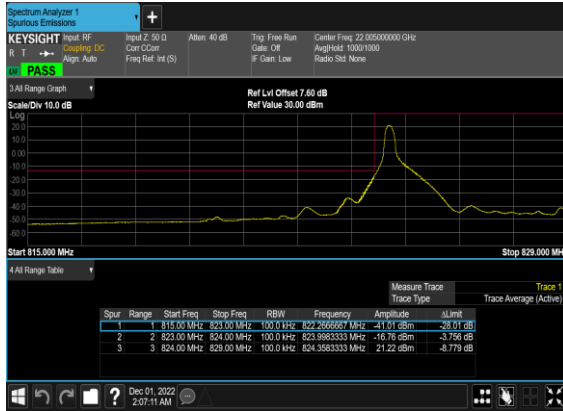 Spectrum Analyzer 1
Spurious Emissions
+
KEYSIGHT Input: RF Input Z: 50 Ω Atten: 40 dB Trig: Free Run Center Freq: 22.005000000 GHz
R T Coupling: DC Corr CCorr Gate: Off Avg|Hold: 1000/1000
Align: Auto Freq Ref: Int (S) IF Gain: Low Radio Std: None
PASS
3 All Range Graph
Ref Lvl Offset 7.60 dB
Scale/Div 10.0 dB Ref Value 30.00 dBm
Log
20.0
10.0
0.00
-10.0
-20.0
-30.0
-40.0
-50.0
-60.0
Start 815.000 MHz Stop 829.000 MH
4 All Range Table
Measure Trace Trace 1
Trace Type Trace Average (Active)
Spur Range Start Freq Stop Freq RBW Frequency Amplitude ΔLimit
1 1 815.00 MHz 823.00 MHz 100.0 kHz 822.2666667 MHz -41.01 dBm -28.01 dB
2 2 823.00 MHz 824.00 MHz 100.0 kHz 823.9983333 MHz -16.76 dBm -3.756 dB
3 3 824.00 MHz 829.00 MHz 100.0 kHz 824.3583333 MHz 21.22 dBm -8.779 dB
? Dec 01, 2022
2:07:11 AM